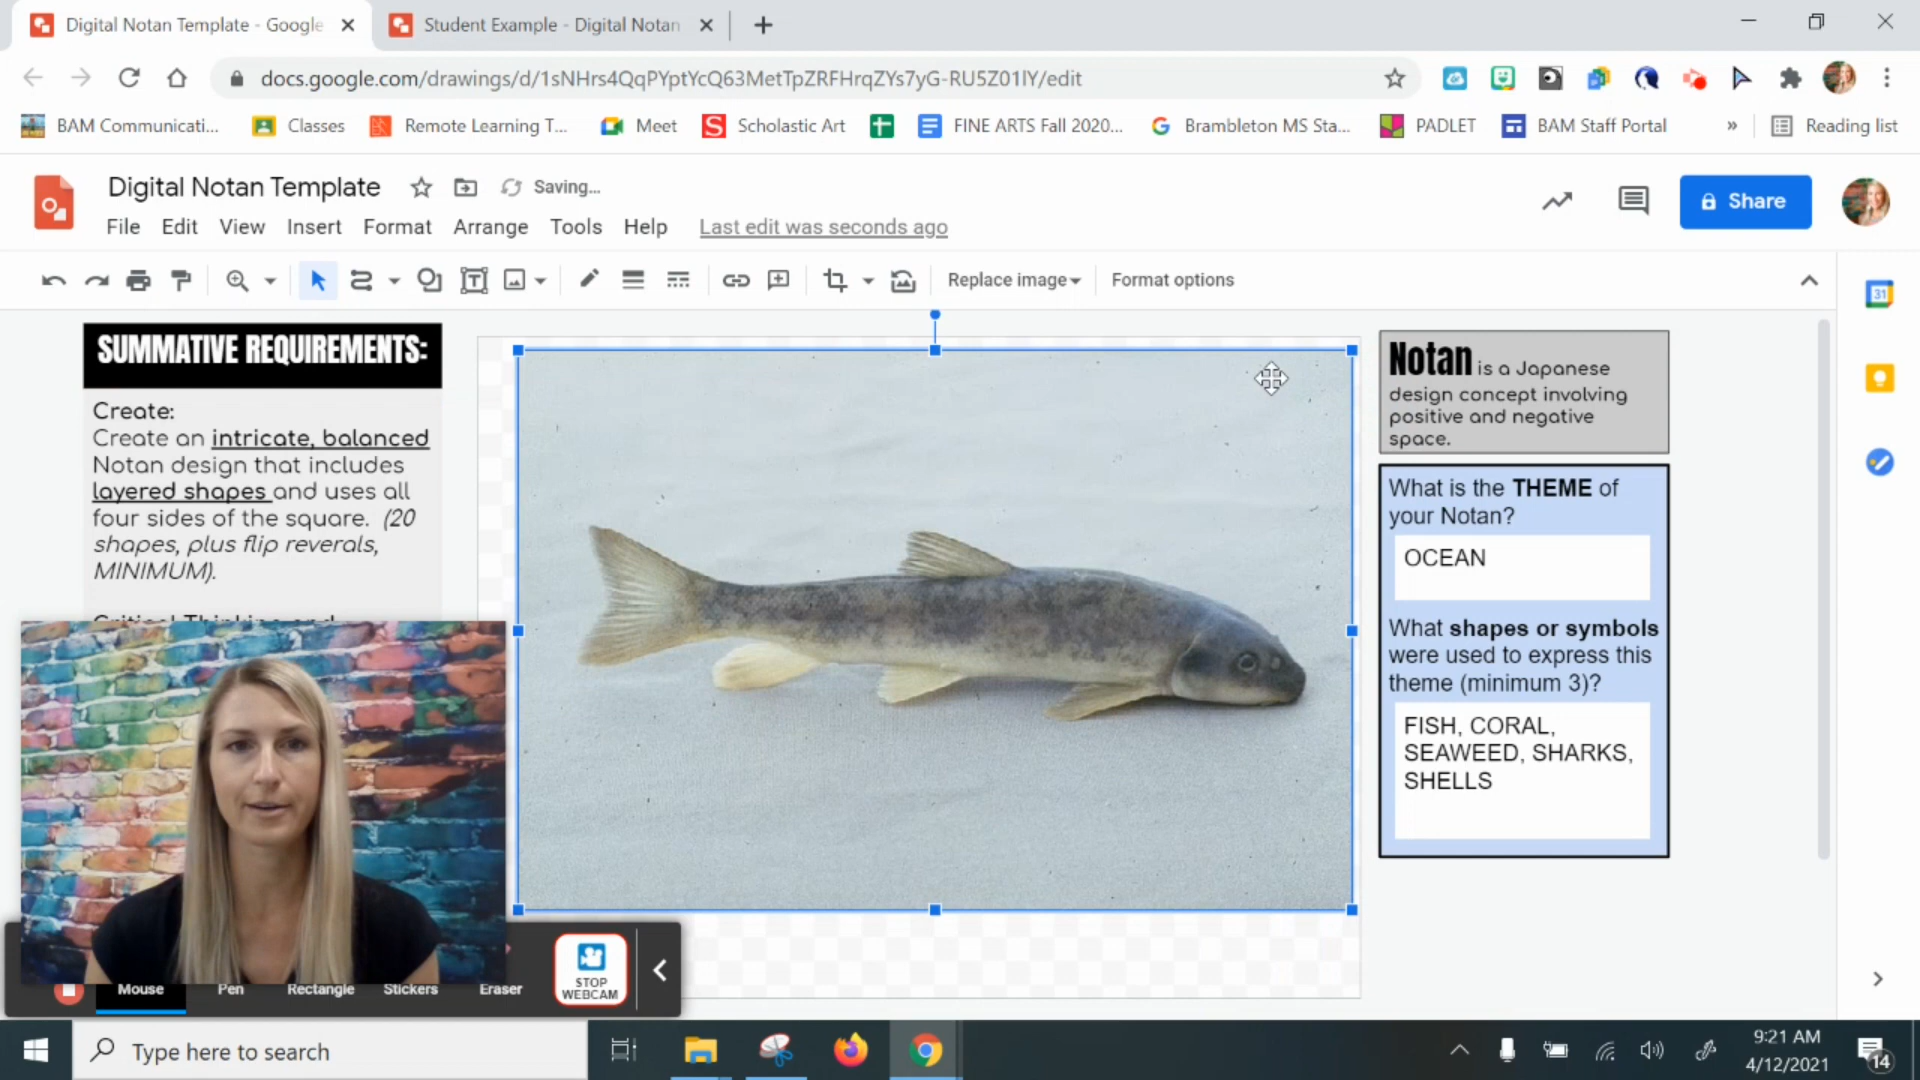 Digital Notan Template - Google
Student Example - Digital Notan
docs.google.com/drawings/d/1sNHrs4QqPYptYcQ63MetTpZRFHrqZYs7yG-RU5Z01lY/edit
BAM Communicati...
Classes
Remote Learning T...
Meet
Scholastic Art
FINE ARTS Fall 2020...
Brambleton MS Sta...
PADLET
BAM Staff Portal
»
Reading list
Digital Notan Template
Saving...
File Edit View Insert Format Arrange Tools Help
Last edit was seconds ago
Share
Replace image
Format options
31
SUMMATIVE REQUIREMENTS:
Create:
Create an intricate, balanced
Notan design that includes
layered shapes and uses all
four sides of the square. (20
shapes, plus flip reverals,
MINIMUM).
Critical Thinking and
Notan is a Japanese
design concept involving
positive and negative
space.
What is the THEME of
your Notan?
OCEAN
What shapes or symbols
were used to express this
theme (minimum 3)?
FISH, CORAL,
SEAWEED, SHARKS,
SHELLS
Mouse
Pen
Rectangle
Stickers
Eraser
STOP
WEBCAM
Type here to search
9:21 AM
4/12/2021
14